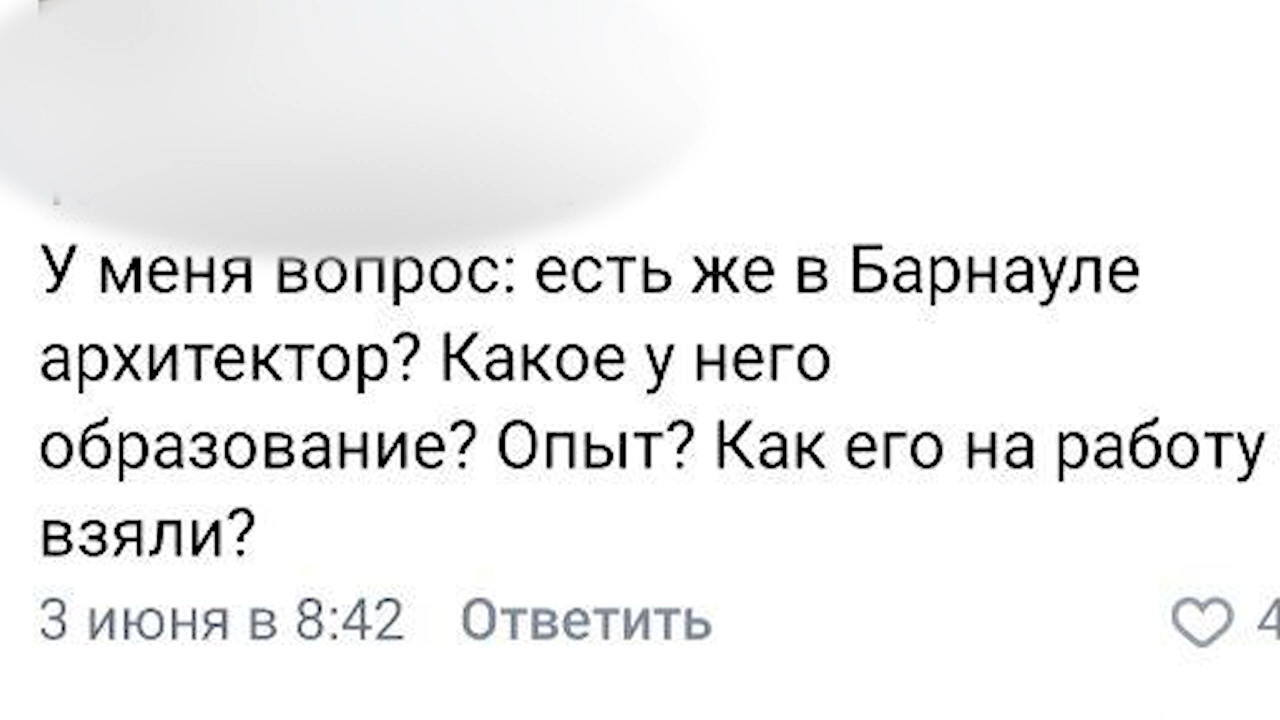 У меня вопрос: есть же в Барнауле
архитектор? Какое у него
образование? Опыт? Как его на работу
взяли?
3 июня в 8:42 Ответить 4